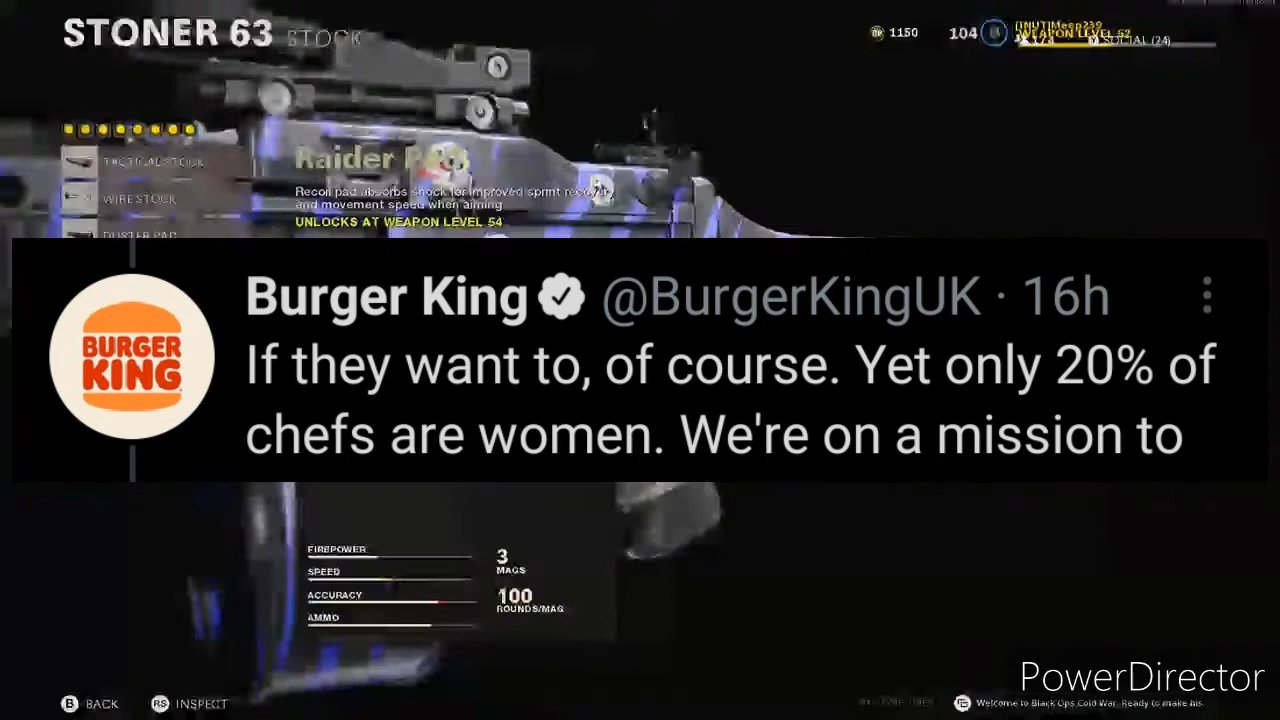 STONER 63 STOCK
1150
104
WEAPON LEVEL 52
SOCIAL (24)
TACTICAL STOCK
WIRE STOCK
DUSTER PAD
Raider Pad
Recoil pad absorbs shock for improved sprint recovery
and movement speed when aiming
UNLOCKS AT WEAPON LEVEL 54
BURGER
KING
Burger King @BurgerKingUK · 16h
If they want to, of course. Yet only 20% of
chefs are women. We're on a mission to
FIREPOWER
SPEED
ACCURACY
AMMO
3
MAGS
100
ROUNDS/MAG
PowerDirector
B BACK
RS INSPECT
Welcome to Black Ops Cold War. Ready to make his